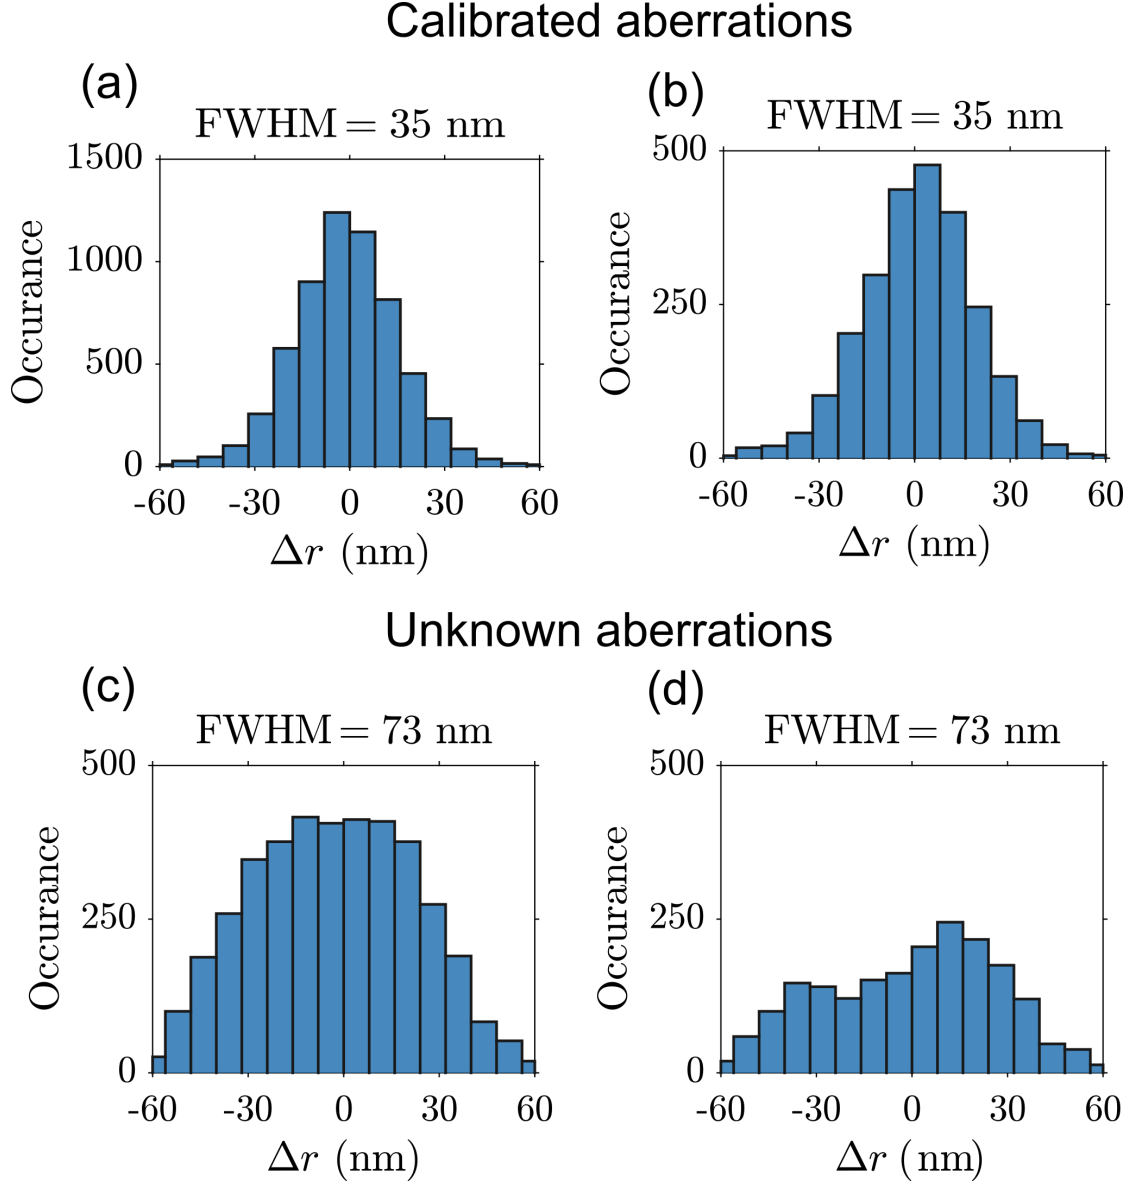 Calibrated aberrations
(a)
FWHM = 35 nm
1500
1000
500
0
Occurance
-60 -30 0 30 60
Δr (nm)
(b)
FWHM = 35 nm
500
250
0
Occurance
-60 -30 0 30 60
Δr (nm)
Unknown aberrations
(c)
FWHM = 73 nm
500
250
0
Occurance
-60 -30 0 30 60
Δr (nm)
(d)
FWHM = 73 nm
500
250
0
Occurance
-60 -30 0 30 60
Δr (nm)